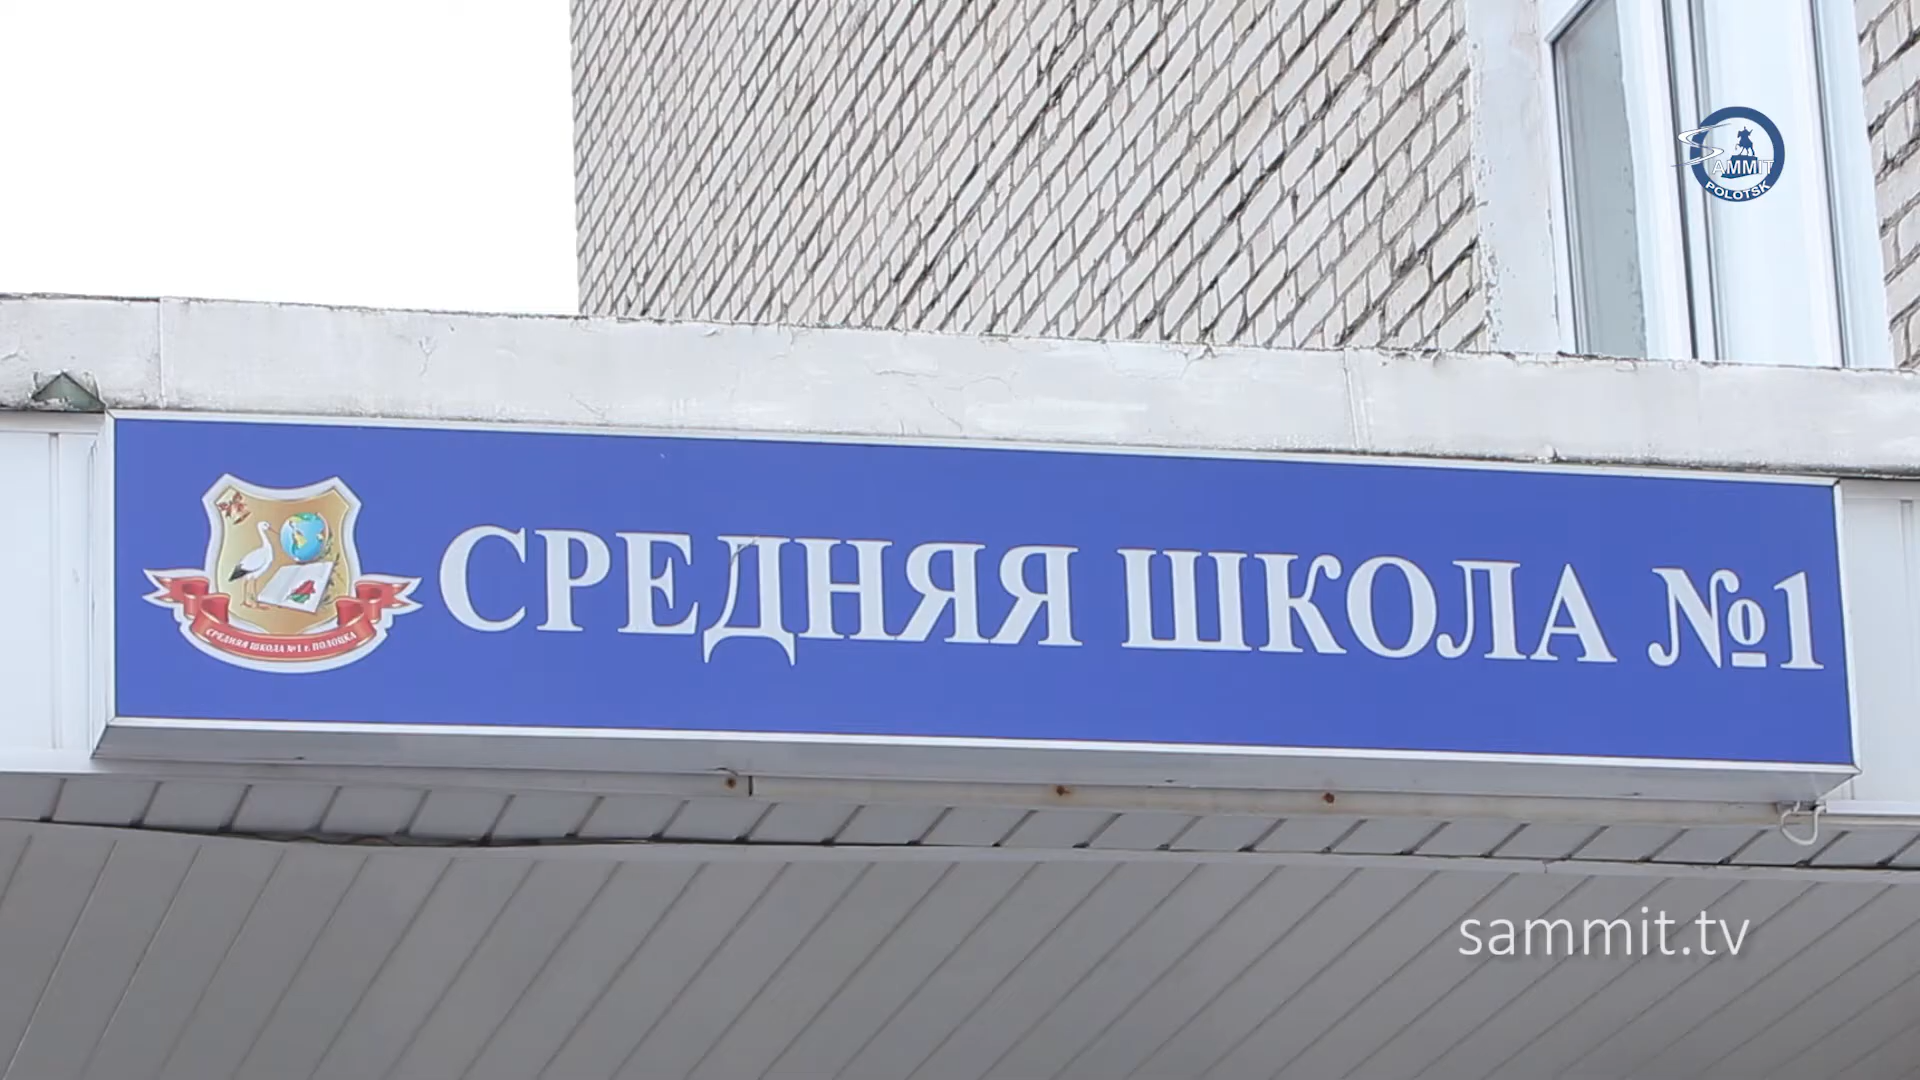 SAMMIT
POLOTSK
СРЕДНЯЯ ШКОЛА №1
СРЕДНЯЯ ШКОЛА №1 г. ПОЛОЦКА
sammit.tv